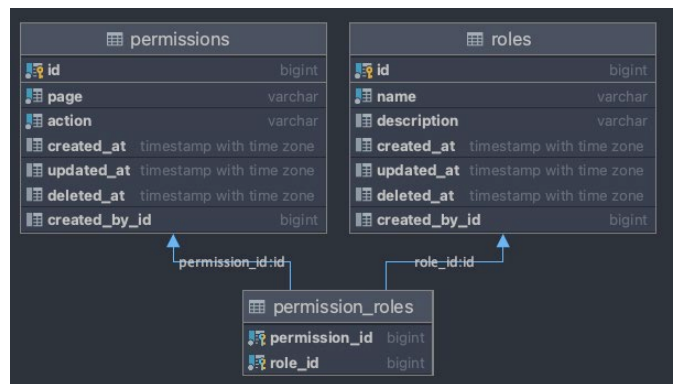 permissions
id bigint
page varchar
action varchar
created_at timestamp with time zone
updated_at timestamp with time zone
deleted_at timestamp with time zone
created_by_id bigint
roles
id bigint
name varchar
description varchar
created_at timestamp with time zone
updated_at timestamp with time zone
deleted_at timestamp with time zone
created_by_id bigint
permission_id:id
role_id:id
permission_roles
permission_id bigint
role_id bigint